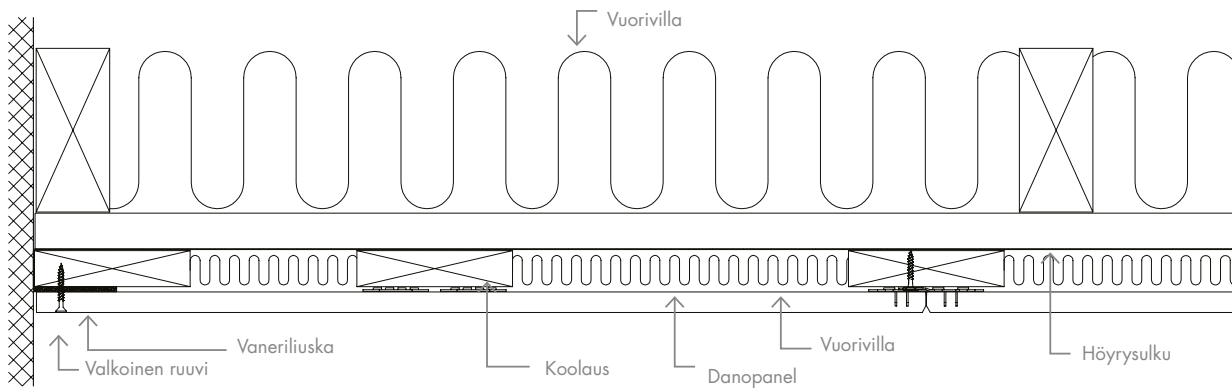 Vuorivilla
Vaneriliuska
Valkoinen ruuvi
Koolaus
Danopanel
Vuorivilla
Höyrysulku